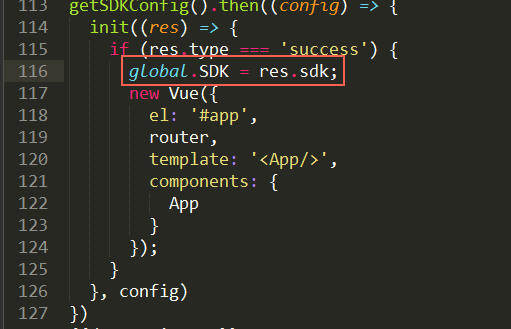 113 getSDKConfig().then((config) => {
114 init((res) => {
115 if (res.type === 'success') {
116 global.SDK = res.sdk;
117 new Vue({
118 el: '#app',
119 router,
120 template: '<App/>',
121 components: {
122 App
123 }
124 });
125 }
126 }, config)
127 })